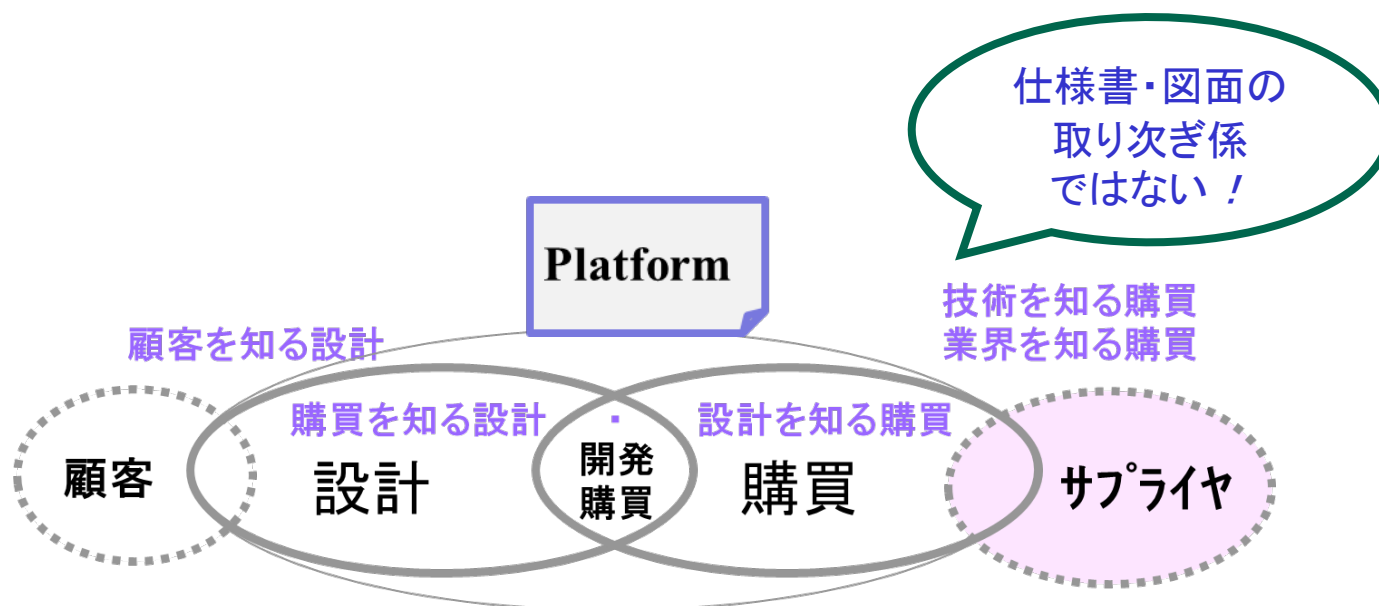 仕様書・図面の
取り次ぎ係
ではない！
Platform
技術を知る購買
業界を知る購買
顧客を知る設計
購買を知る設計 ・ 設計を知る購買
顧客
設計
開発
購買
購買
サプライヤ